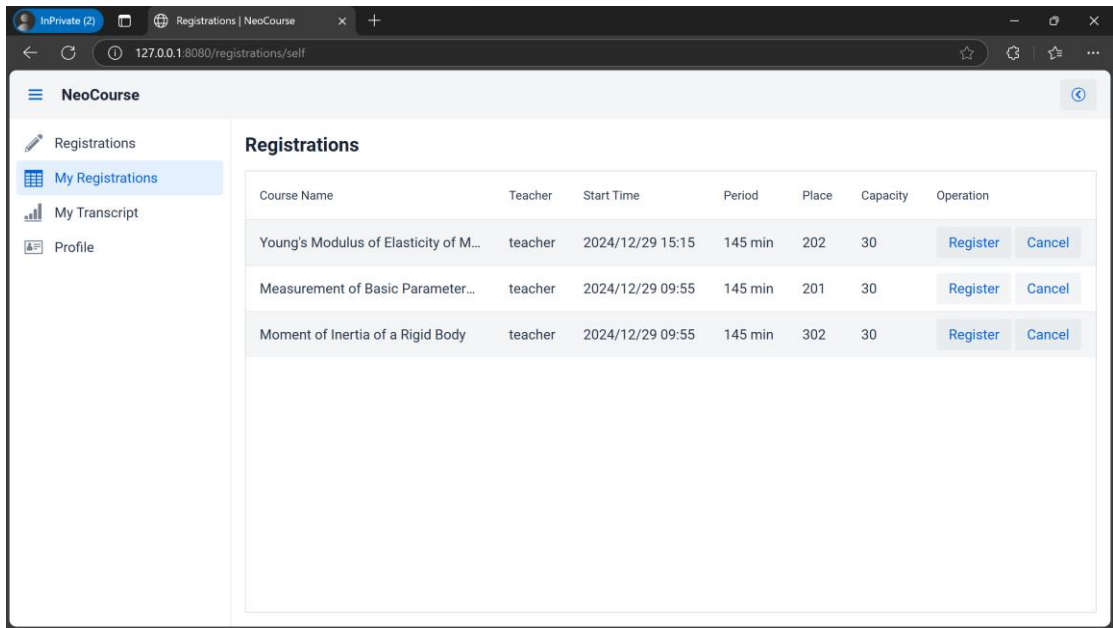 InPrivate (2) Registrations | NeoCourse
127.0.0.1:8080/registrations/self
NeoCourse
Registrations
My Registrations
My Transcript
Profile
Registrations
Course Name Teacher Start Time Period Place Capacity Operation
Young's Modulus of Elasticity of M... teacher 2024/12/29 15:15 145 min 202 30 Register Cancel
Measurement of Basic Parameter... teacher 2024/12/29 09:55 145 min 201 30 Register Cancel
Moment of Inertia of a Rigid Body teacher 2024/12/29 09:55 145 min 302 30 Register Cancel